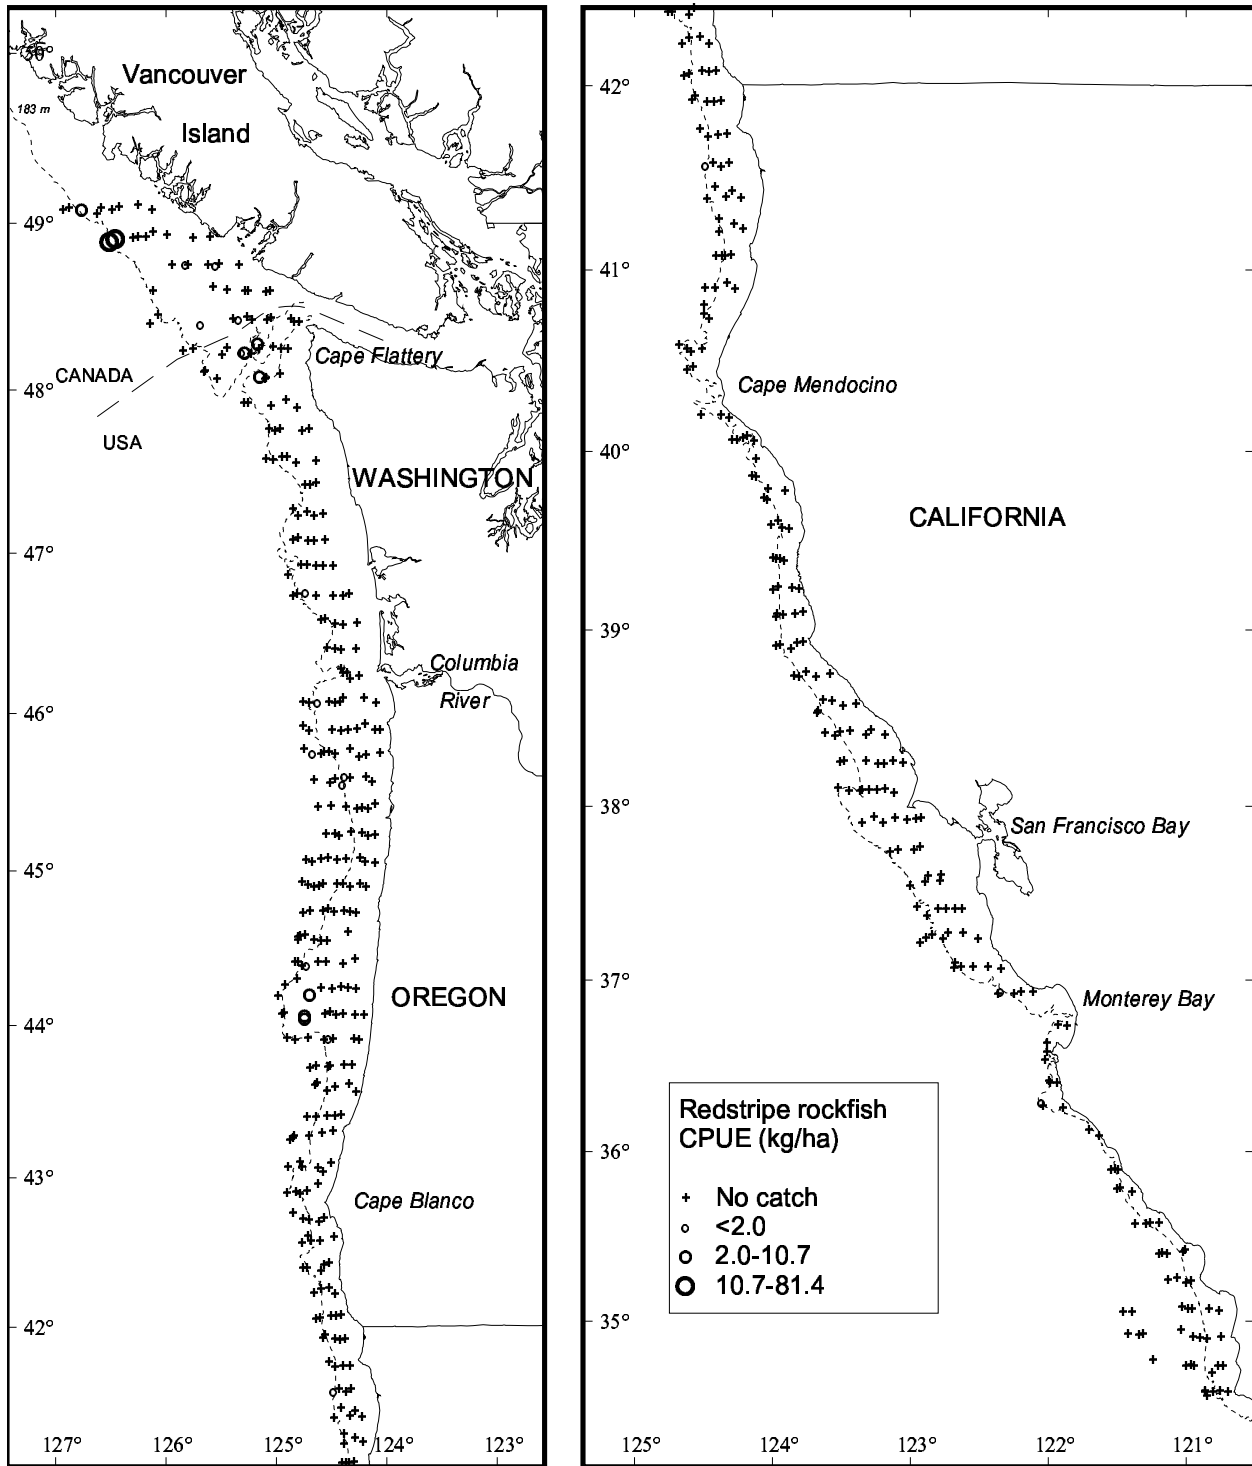 50°
Vancouver
183 m
Island
49°
Cape Flattery
CANADA
48°
USA
WASHINGTON
47°
Columbia
River
46°
45°
OREGON
44°
43°
Cape Blanco
42°
127° 126° 125° 124° 123°
42°
41°
Cape Mendocino
40°
CALIFORNIA
39°
38°
San Francisco Bay
37°
Monterey Bay
36°
35°
Redstripe rockfish
CPUE (kg/ha)
No catch
<2.0
2.0-10.7
10.7-81.4
125° 124° 123° 122° 121°